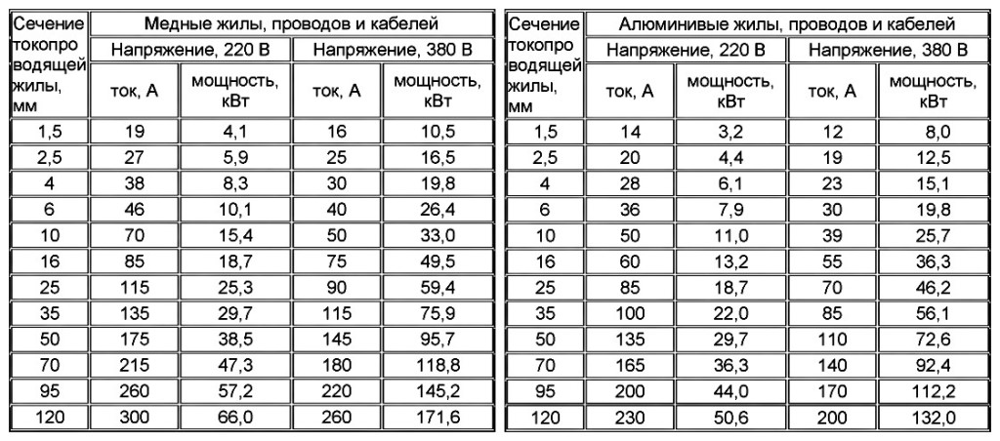 Сечение токопро водящей жилы, мм | Медные жилы, проводов и кабелей
Напряжение, 220 В | Напряжение, 380 В
ток, А | мощность, кВт | ток, А | мощность, кВт
1,5 | 19 | 4,1 | 16 | 10,5
2,5 | 27 | 5,9 | 25 | 16,5
4 | 38 | 8,3 | 30 | 19,8
6 | 46 | 10,1 | 40 | 26,4
10 | 70 | 15,4 | 50 | 33,0
16 | 85 | 18,7 | 75 | 49,5
25 | 115 | 25,3 | 90 | 59,4
35 | 135 | 29,7 | 115 | 75,9
50 | 175 | 38,5 | 145 | 95,7
70 | 215 | 47,3 | 180 | 118,8
95 | 260 | 57,2 | 220 | 145,2
120 | 300 | 66,0 | 260 | 171,6
Сечение токопро водящей жилы, мм | Алюминивые жилы, проводов и кабелей
Напряжение, 220 В | Напряжение, 380 В
ток, А | мощность, кВт | ток, А | мощность, кВт
1,5 | 14 | 3,2 | 12 | 8,0
2,5 | 20 | 4,4 | 19 | 12,5
4 | 28 | 6,1 | 23 | 15,1
6 | 36 | 7,9 | 30 | 19,8
10 | 50 | 11,0 | 39 | 25,7
16 | 60 | 13,2 | 55 | 36,3
25 | 85 | 18,7 | 70 | 46,2
35 | 100 | 22,0 | 85 | 56,1
50 | 135 | 29,7 | 110 | 72,6
70 | 165 | 36,3 | 140 | 92,4
95 | 200 | 44,0 | 170 | 112,2
120 | 230 | 50,6 | 200 | 132,0